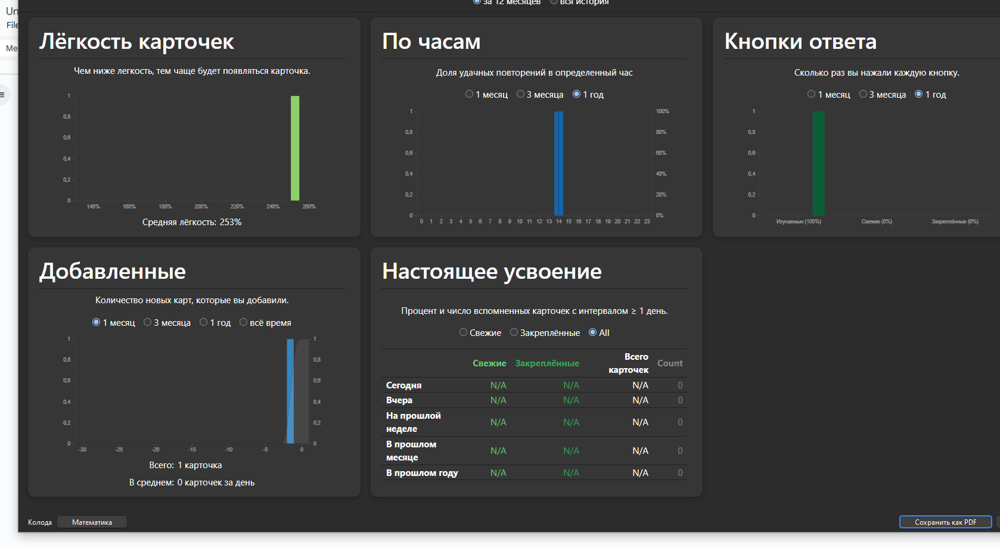 Un
File
Me
за 12 месяцев вся история
Лёгкость карточек
Чем ниже легкость, тем чаще будет появляться карточка.
1
0,8
0,6
0,4
0,2
0
140% 160% 180% 200% 220% 240% 260%
Средняя лёгкость: 253%
По часам
Доля удачных повторений в определенный час
1 месяц 3 месяца 1 год
1 100%
0,8 80%
0,6 60%
0,4 40%
0,2 20%
0 0%
0 1 2 3 4 5 6 7 8 9 10 11 12 13 14 15 16 17 18 19 20 21 22 23
Кнопки ответа
Сколько раз вы нажали каждую кнопку.
1 месяц 3 месяца 1 год
1
0,8
0,6
0,4
0,2
0
Изучаемые (100%) Свежие (0%) Закреплённые (0%)
Добавленные
Количество новых карт, которые вы добавили.
1 месяц 3 месяца 1 год всё время
1 1
0,8 0,8
0,6 0,6
0,4 0,4
0,2 0,2
0 0
-30 -25 -20 -15 -10 -5 0
Всего: 1 карточка
В среднем: 0 карточек за день
Настоящее усвоение
Процент и число вспомненных карточек с интервалом ≥ 1 день.
Свежие Закреплённые All
Свежие Закреплённые Всего карточек Count
Сегодня N/A N/A N/A 0
Вчера N/A N/A N/A 0
На прошлой неделе N/A N/A N/A 0
В прошлом месяце N/A N/A N/A 0
В прошлом году N/A N/A N/A 0
Колода Математика
Сохранить как PDF